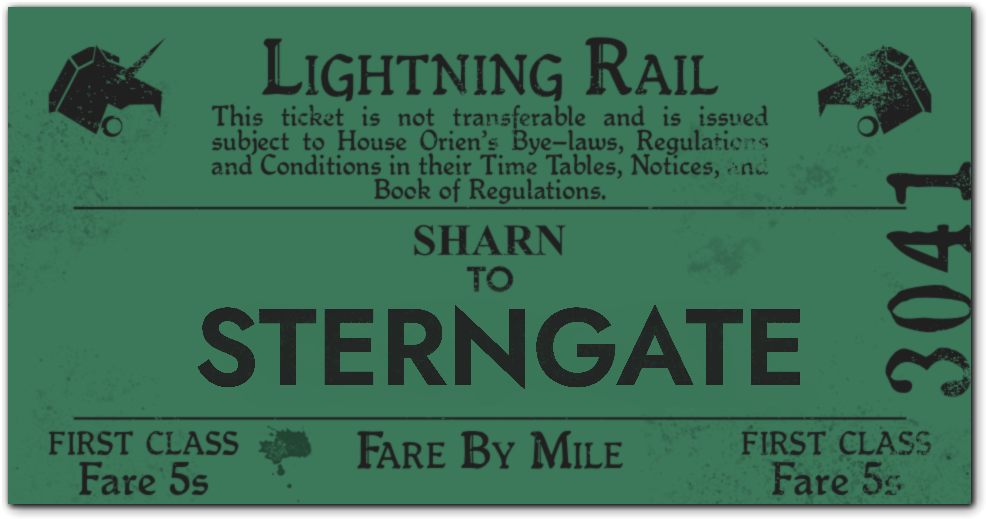 LIGHTNING RAIL
This ticket is not transferable and is issued
subject to House Orien's Bye-laws, Regulations
and Conditions in their Time Tables, Notices, and
Book of Regulations.
SHARN
TO
STERNGATE
3041
FIRST CLASS
Fare 5s
FARE BY MILE
FIRST CLASS
Fare 5s